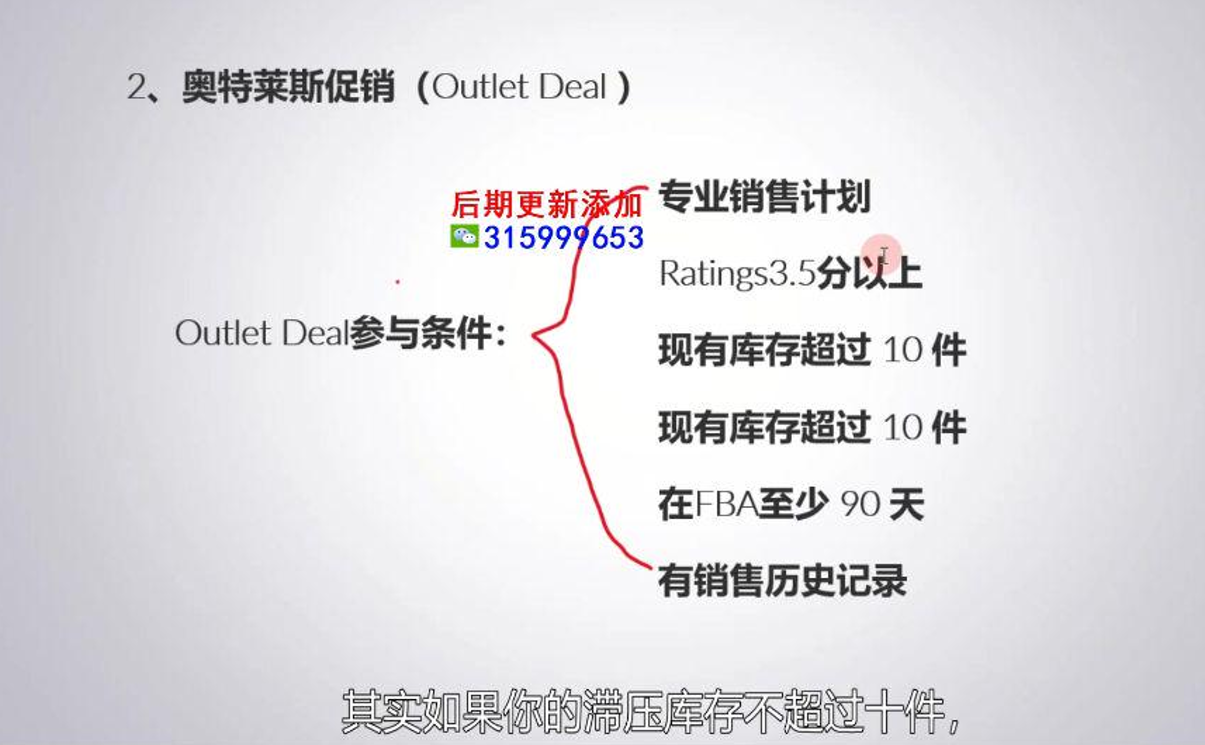 2、奥特莱斯促销（Outlet Deal ）
后期更新添加
315999653
专业销售计划
Ratings3.5分以上
Outlet Deal参与条件：
现有库存超过 10 件
现有库存超过 10 件
在FBA至少 90 天
有销售历史记录
其实如果你的滞压库存不超过十件，